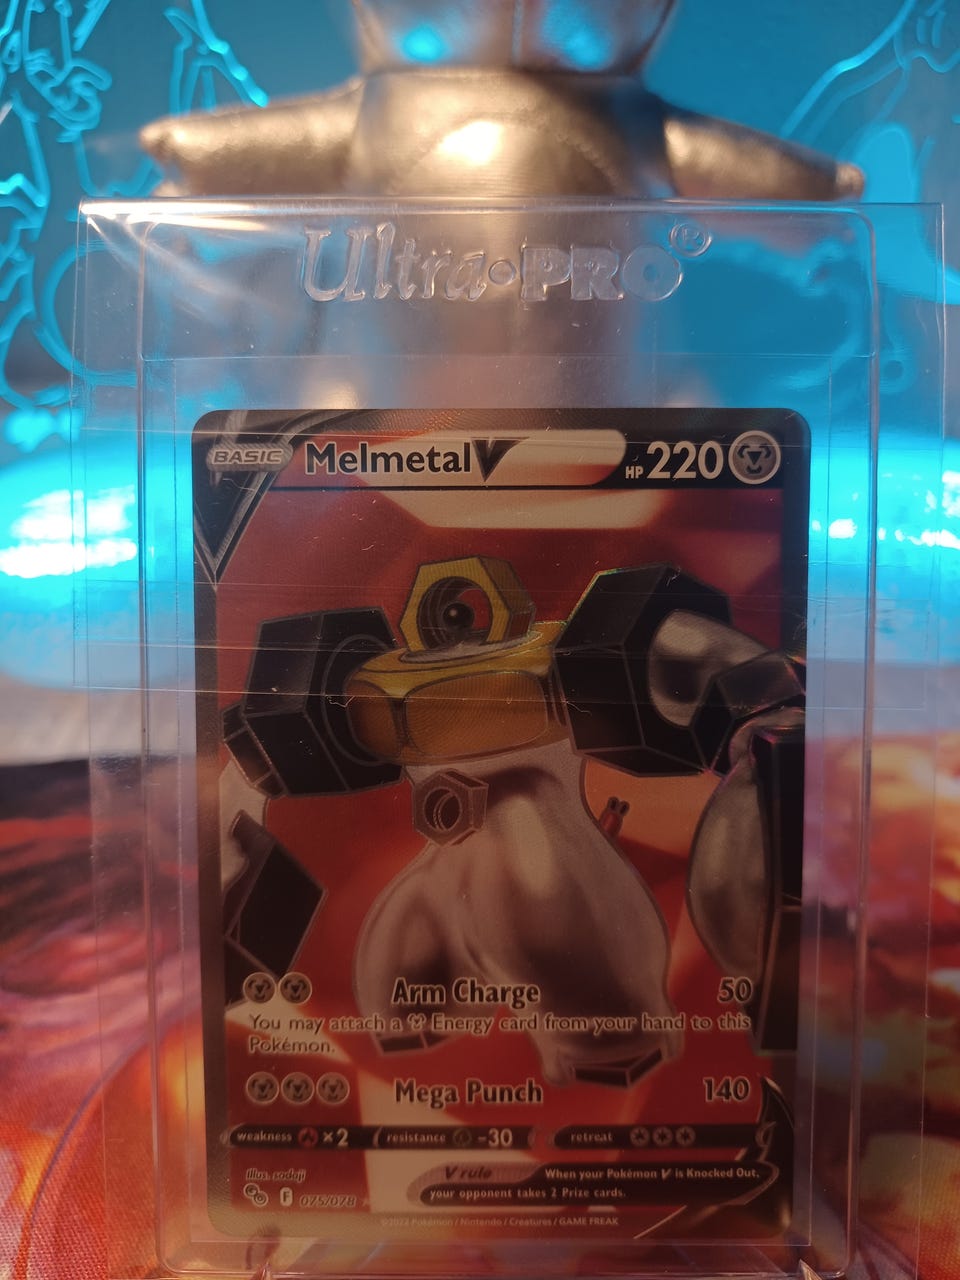 Ultra·PRO®
BASIC Melmetal V HP 220
Arm Charge 50
You may attach a Energy card from your hand to this
Pokémon.
Mega Punch 140
weakness ×2 resistance -30 retreat
V rule When your Pokémon V is Knocked Out,
your opponent takes 2 Prize cards.
Illus. sadaji
F 075/078
©2022 Pokémon / Nintendo / Creatures / GAME FREAK